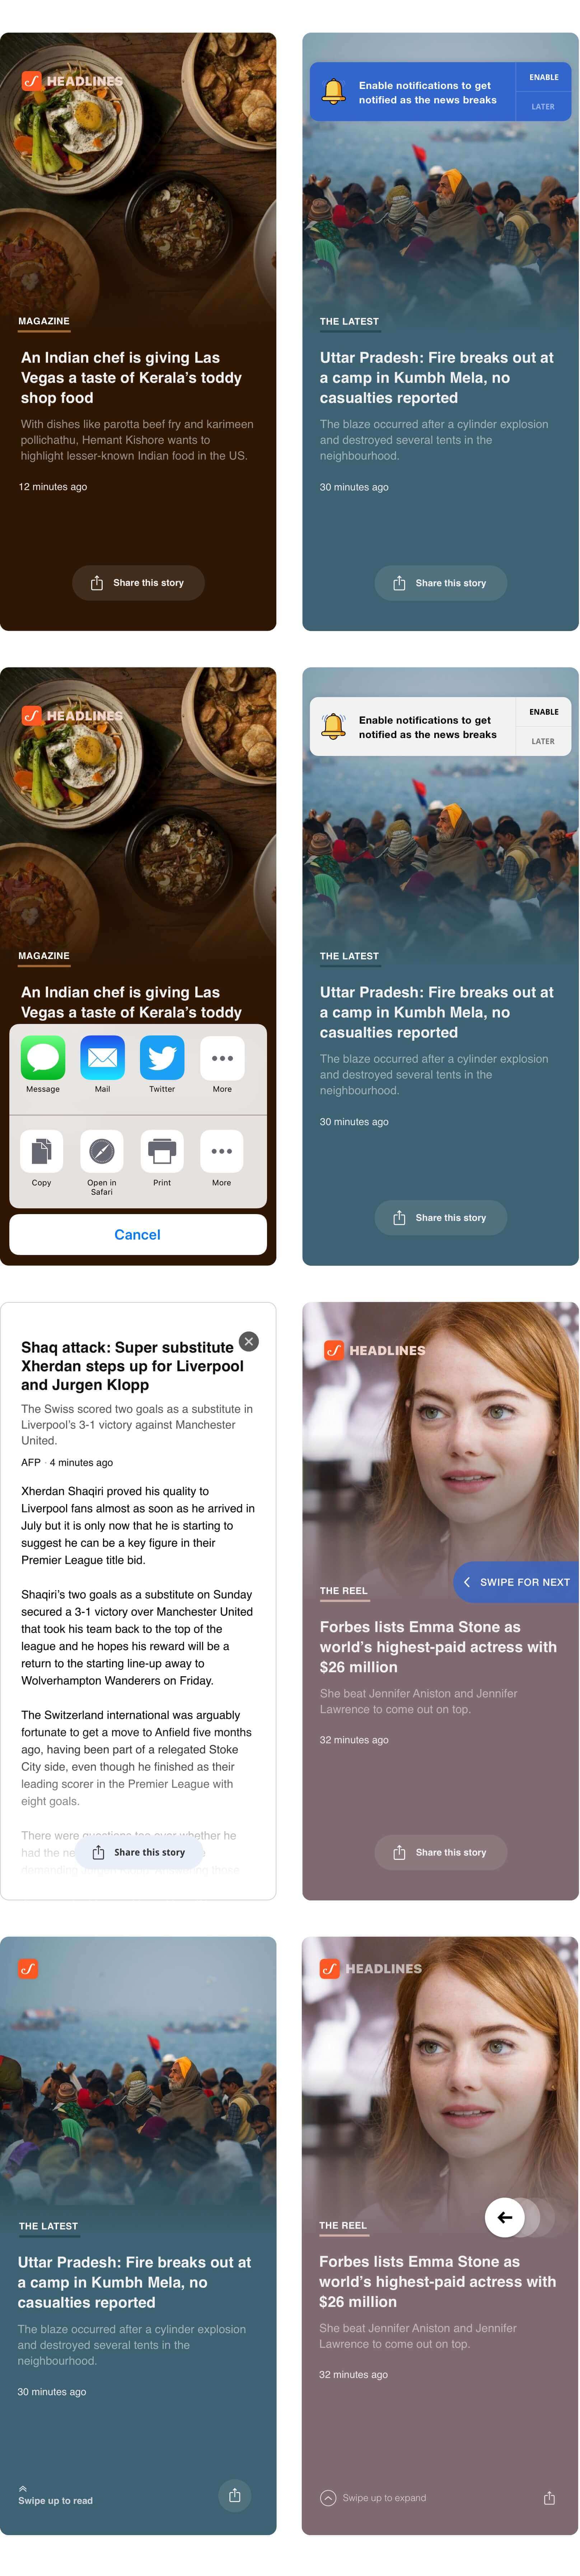 HEADLINES
MAGAZINE
An Indian chef is giving Las
Vegas a taste of Kerala’s toddy
shop food
With dishes like parotta beef fry and karimeen
pollichathu, Hemant Kishore wants to
highlight lesser-known Indian food in the US.
12 minutes ago
Share this story
Enable notifications to get
notified as the news breaks
ENABLE
LATER
THE LATEST
Uttar Pradesh: Fire breaks out at
a camp in Kumbh Mela, no
casualties reported
The blaze occurred after a cylinder explosion
and destroyed several tents in the
neighbourhood.
30 minutes ago
Share this story
HEADLINES
MAGAZINE
An Indian chef is giving Las
Vegas a taste of Kerala’s toddy
Message
Mail
Twitter
More
Copy
Open in
Safari
Print
More
Cancel
Enable notifications to get
notified as the news breaks
ENABLE
LATER
THE LATEST
Uttar Pradesh: Fire breaks out at
a camp in Kumbh Mela, no
casualties reported
The blaze occurred after a cylinder explosion
and destroyed several tents in the
neighbourhood.
30 minutes ago
Share this story
Shaq attack: Super substitute
Xherdan steps up for Liverpool
and Jurgen Klopp
The Swiss scored two goals as a substitute in
Liverpool’s 3-1 victory against Manchester
United.
AFP · 4 minutes ago
Xherdan Shaqiri proved his quality to
Liverpool fans almost as soon as he arrived in
July but it is only now that he is starting to
suggest he can be a key figure in their
Premier League title bid.
Shaqiri’s two goals as a substitute on Sunday
secured a 3-1 victory over Manchester United
that took his team back to the top of the
league and he hopes his reward will be a
return to the starting line-up away to
Wolverhampton Wanderers on Friday.
The Switzerland international was arguably
fortunate to get a move to Anfield five months
ago, having been part of a relegated Stoke
City side, even though he finished as their
leading scorer in the Premier League with
eight goals.
There were questions too over whether he
had the
Share this story
HEADLINES
SWIPE FOR NEXT
THE REEL
Forbes lists Emma Stone as
world’s highest-paid actress with
$26 million
She beat Jennifer Aniston and Jennifer
Lawrence to come out on top.
32 minutes ago
Share this story
THE LATEST
Uttar Pradesh: Fire breaks out at
a camp in Kumbh Mela, no
casualties reported
The blaze occurred after a cylinder explosion
and destroyed several tents in the
neighbourhood.
30 minutes ago
Swipe up to read
HEADLINES
THE REEL
Forbes lists Emma Stone as
world’s highest-paid actress with
$26 million
She beat Jennifer Aniston and Jennifer
Lawrence to come out on top.
32 minutes ago
Swipe up to expand